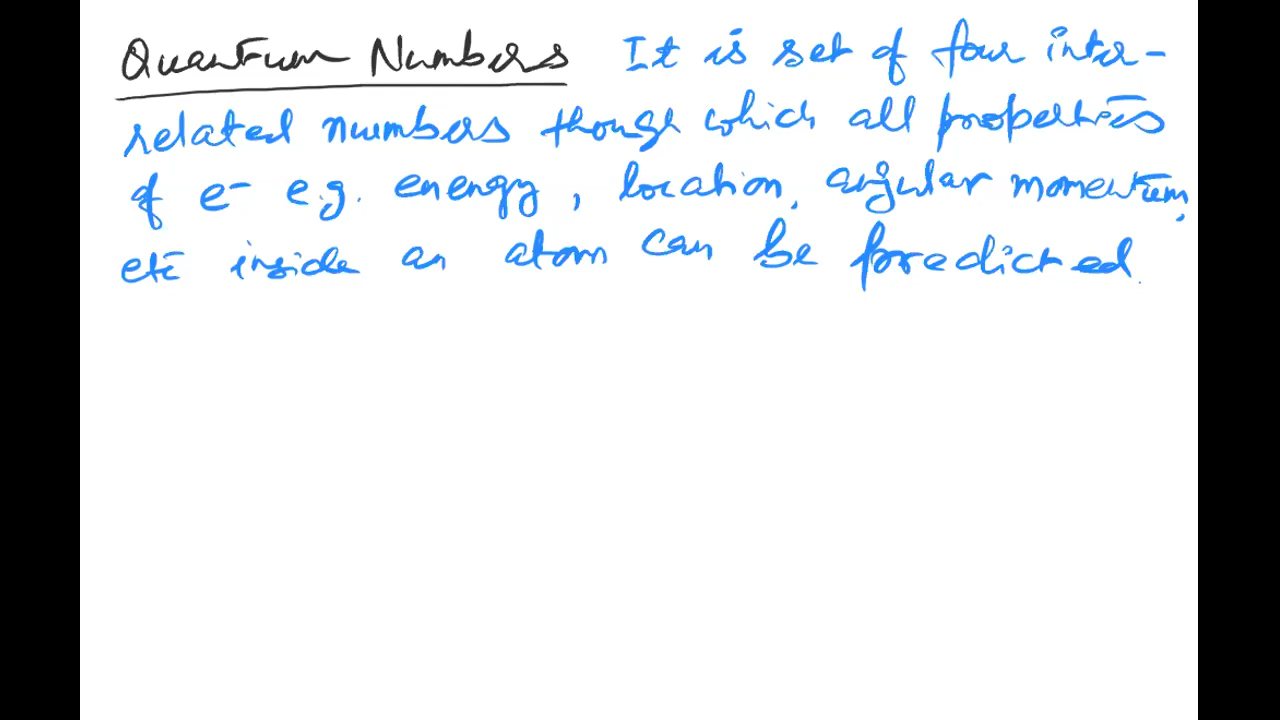 Quantum Numbers It is set of four inter-
related numbers though which all properties
of e⁻ e.g. energy, location, angular momentum,
etc inside an atom can be predicted.